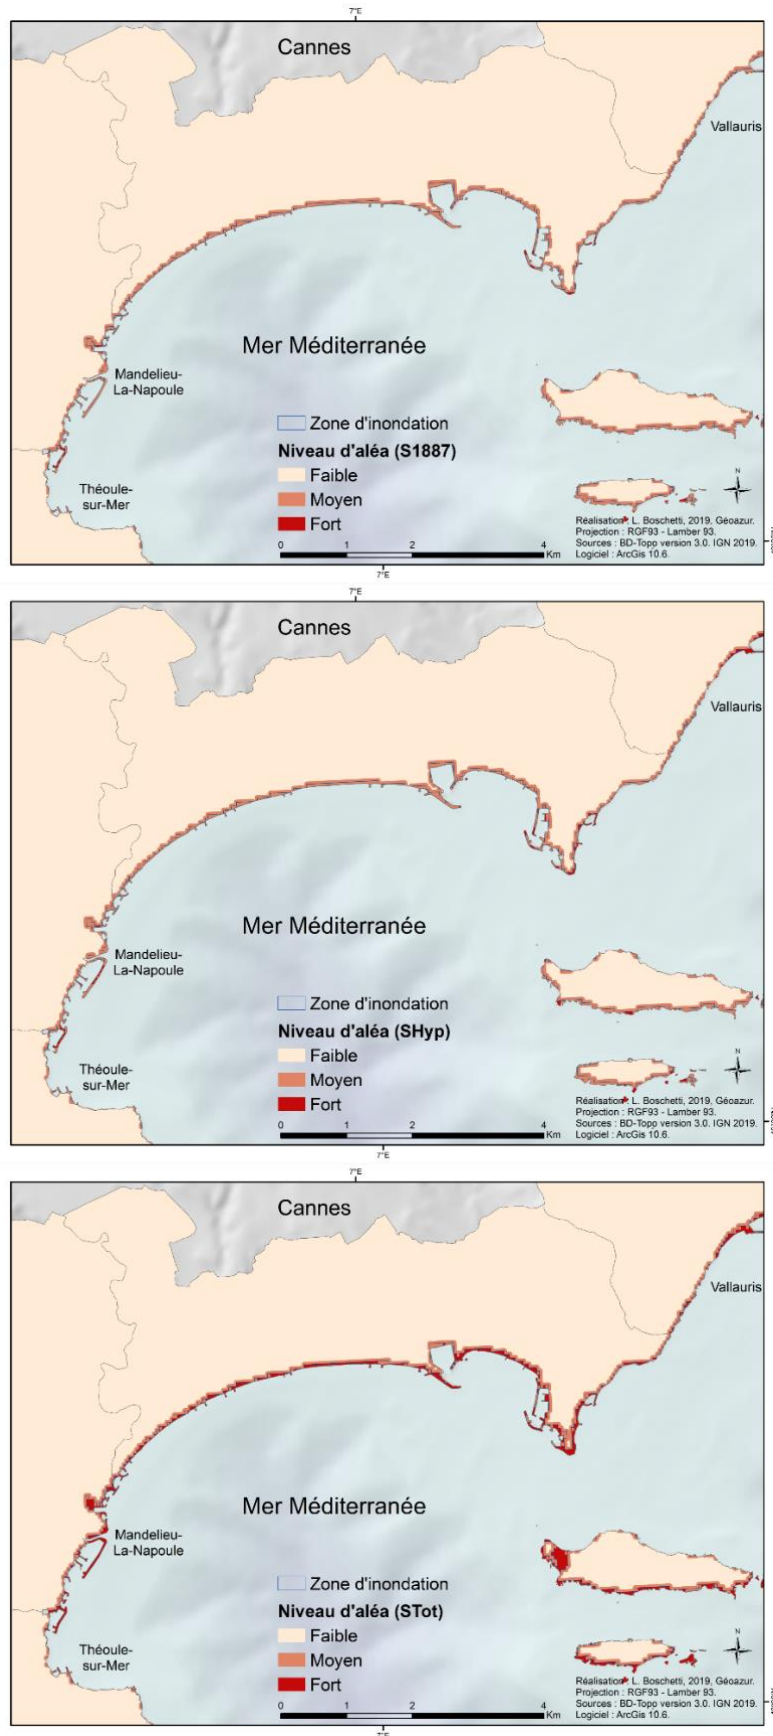 7°E
Cannes
Vallauris
Mer Méditerranée
Mandelieu-
La-Napoule
Zone d'inondation
Niveau d'aléa (S1887)
Faible
Moyen
Fort
Théoule-
sur-Mer
N
Réalisation : L. Boschetti, 2019, Géoazur.
Projection : RGF93 - Lamber 93.
Sources : BD-Topp version 3.0. IGN 2019.
Logiciel : ArcGis 10.6.
0 1 2 4
Km
7°E
7°E
Cannes
Vallauris
Mer Méditerranée
Mandelieu-
La-Napoule
Zone d'inondation
Niveau d'aléa (SHyp)
Faible
Moyen
Fort
Théoule-
sur-Mer
N
Réalisation : L. Boschetti, 2019, Géoazur.
Projection : RGF93 - Lamber 93.
Sources : BD-Topp version 3.0. IGN 2019.
Logiciel : ArcGis 10.6.
0 1 2 4
Km
7°E
7°E
Cannes
Vallauris
Mer Méditerranée
Mandelieu-
La-Napoule
Zone d'inondation
Niveau d'aléa (STot)
Faible
Moyen
Fort
Théoule-
sur-Mer
N
Réalisation : L. Boschetti, 2019, Géoazur.
Projection : RGF93 - Lamber 93.
Sources : BD-Topp version 3.0. IGN 2019.
Logiciel : ArcGis 10.6.
0 1 2 4
Km
7°E